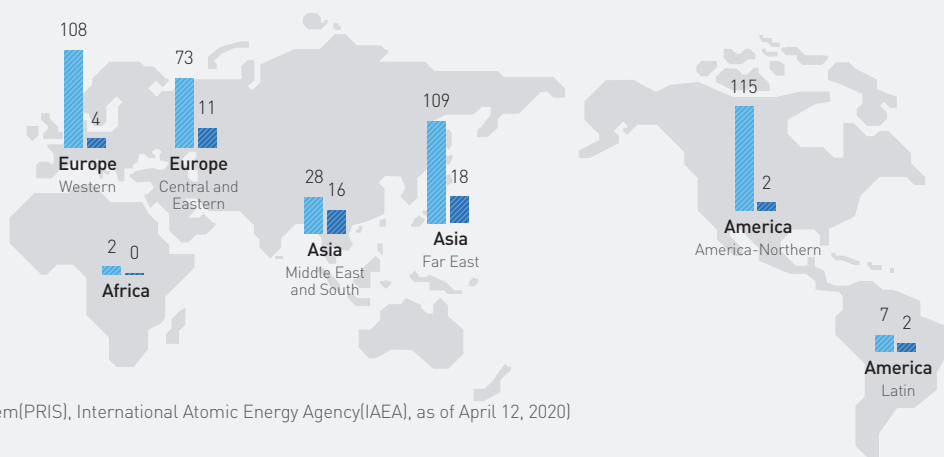 108
4
Europe
Western
73
11
Europe
Central and
Eastern
28
16
Asia
Middle East
and South
109
18
Asia
Far East
115
2
America
America-Northern
2
0
Africa
7
2
America
Latin
(PRIS), International Atomic Energy Agency(IAEA), as of April 12, 2020)